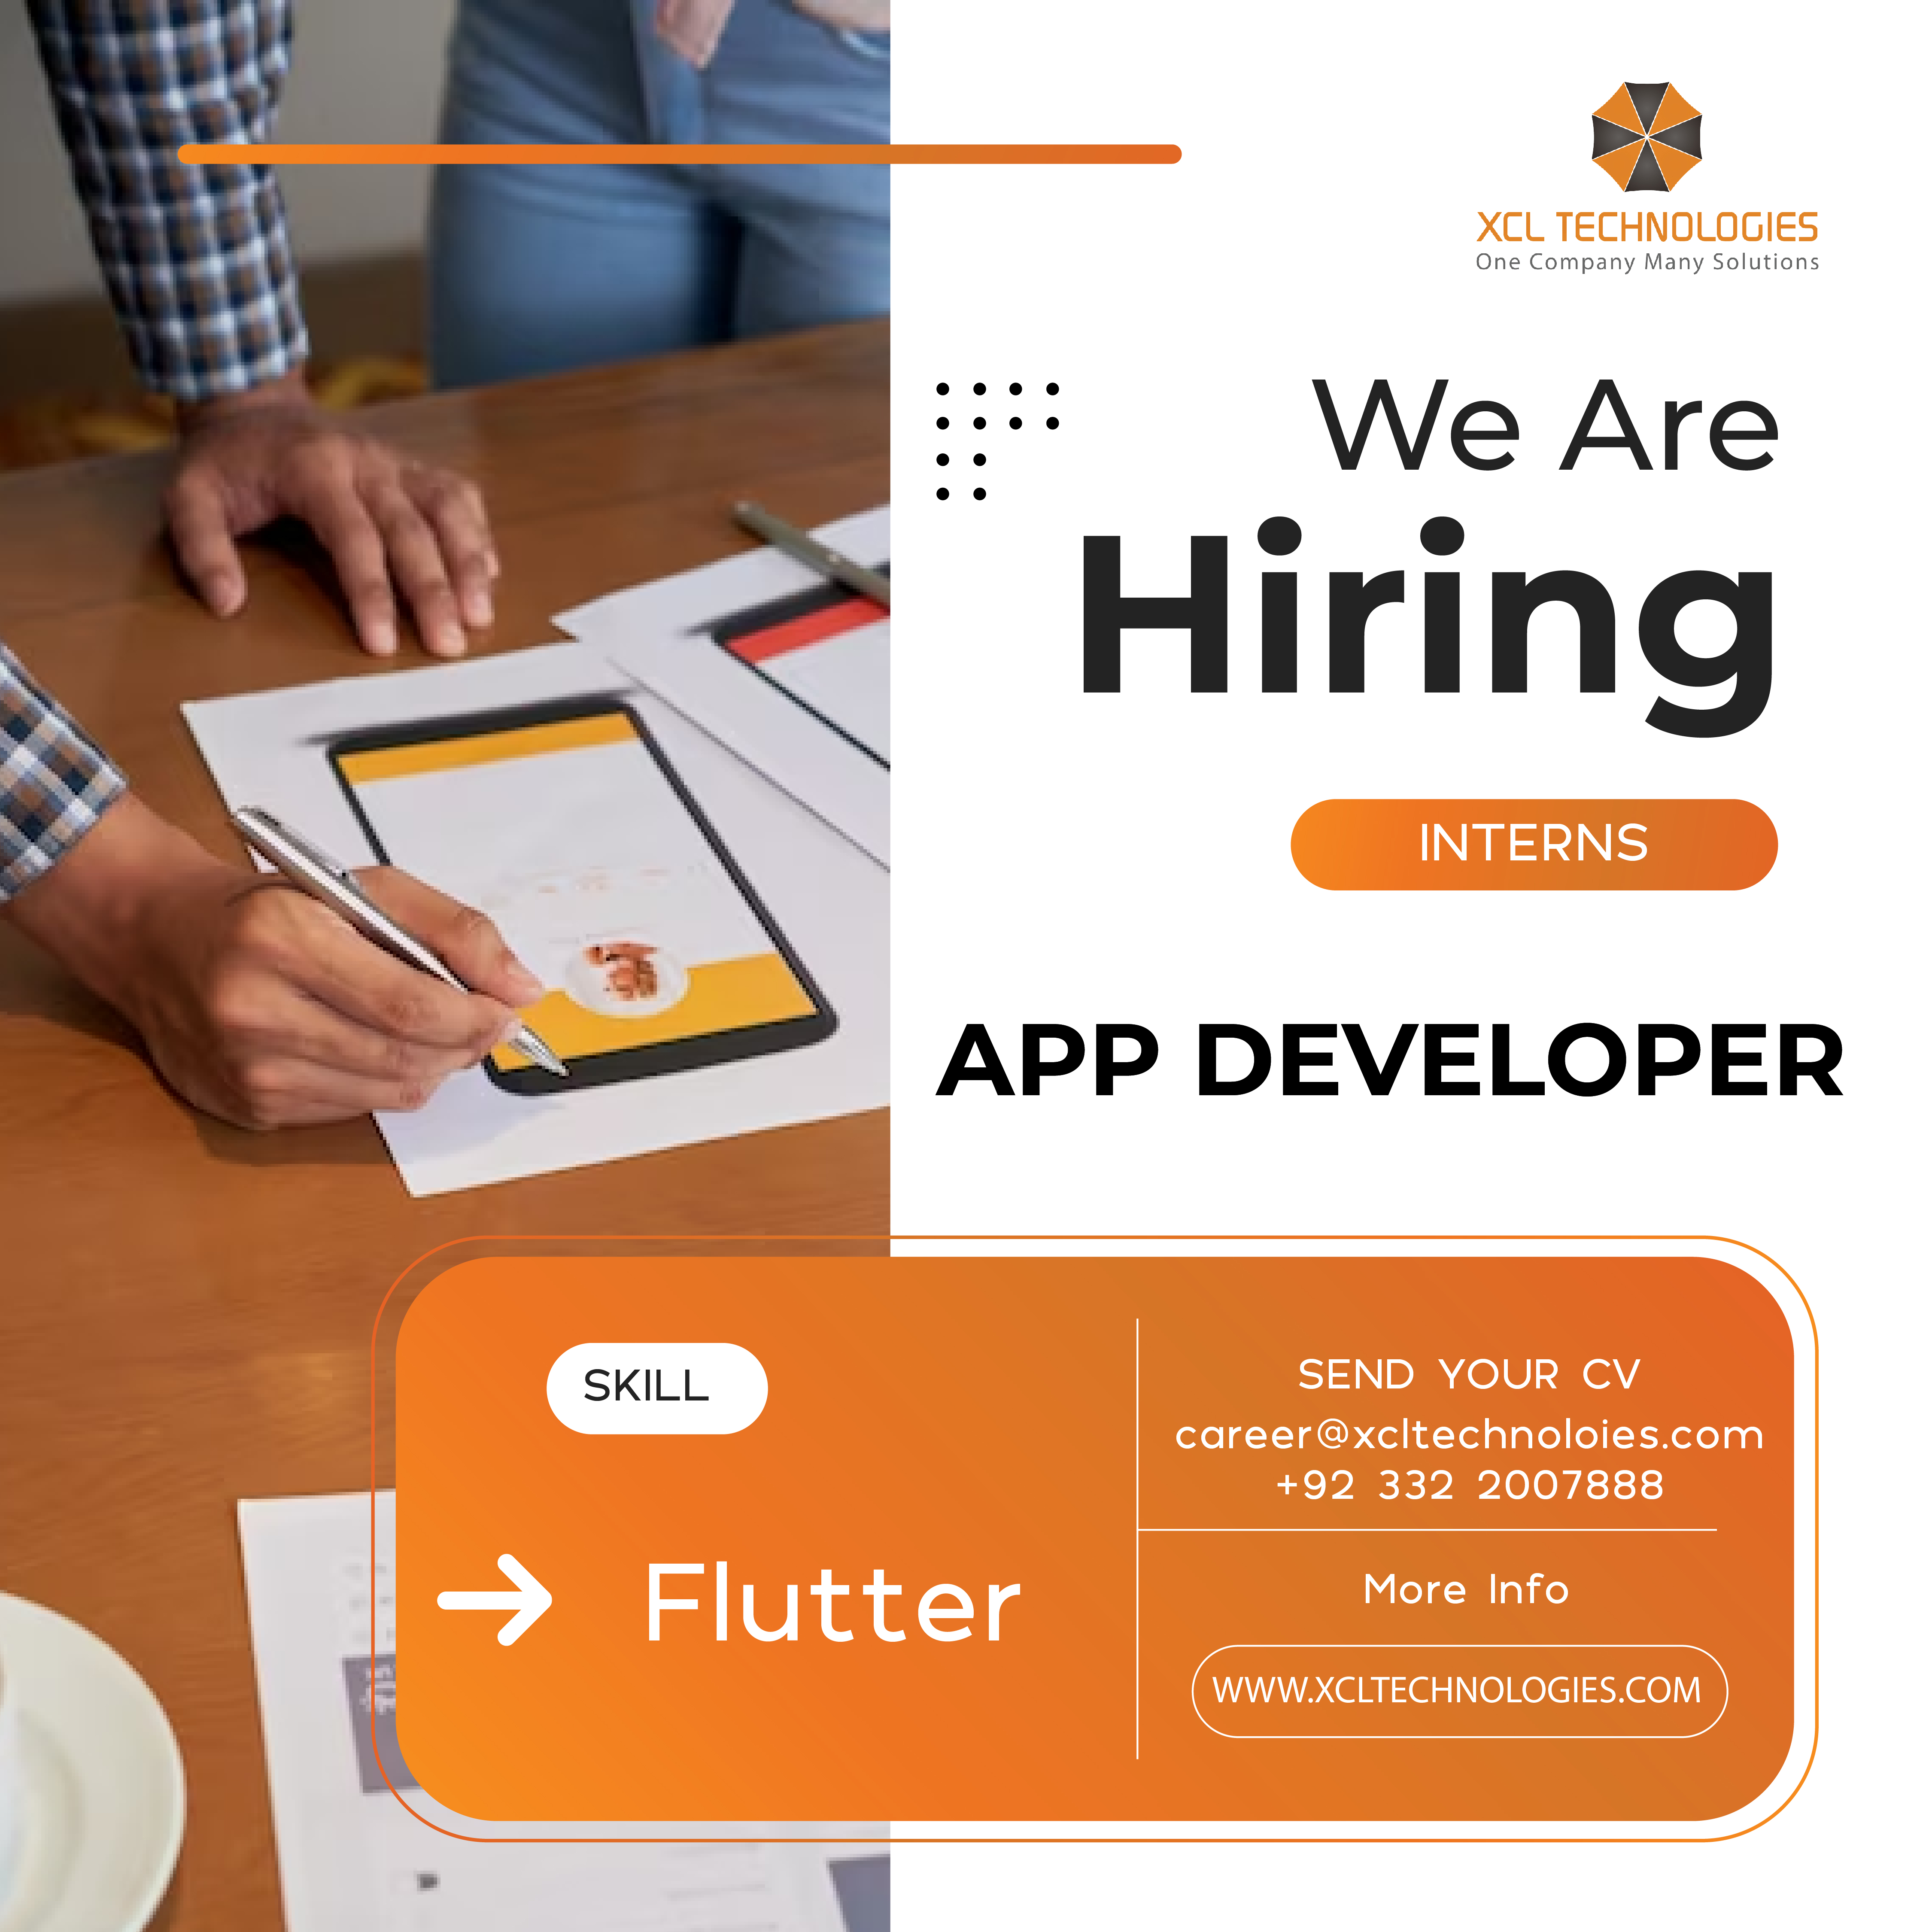 XCL TECHNOLOGIES
One Company Many Solutions
We Are
Hiring
INTERNS
APP DEVELOPER
SKILL
Flutter
SEND YOUR CV
career@xcltechnoloies.com
+92 332 2007888
More Info
WWW.XCLTECHNOLOGIES.COM